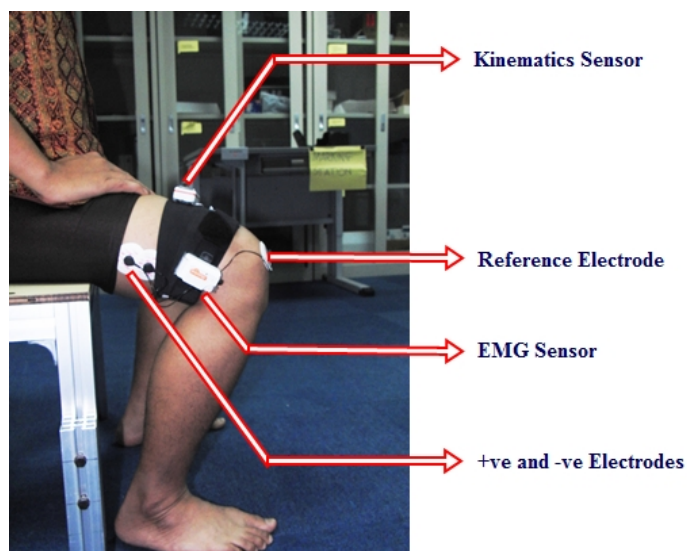 Kinematics Sensor
Reference Electrode
EMG Sensor
+ve and -ve Electrodes